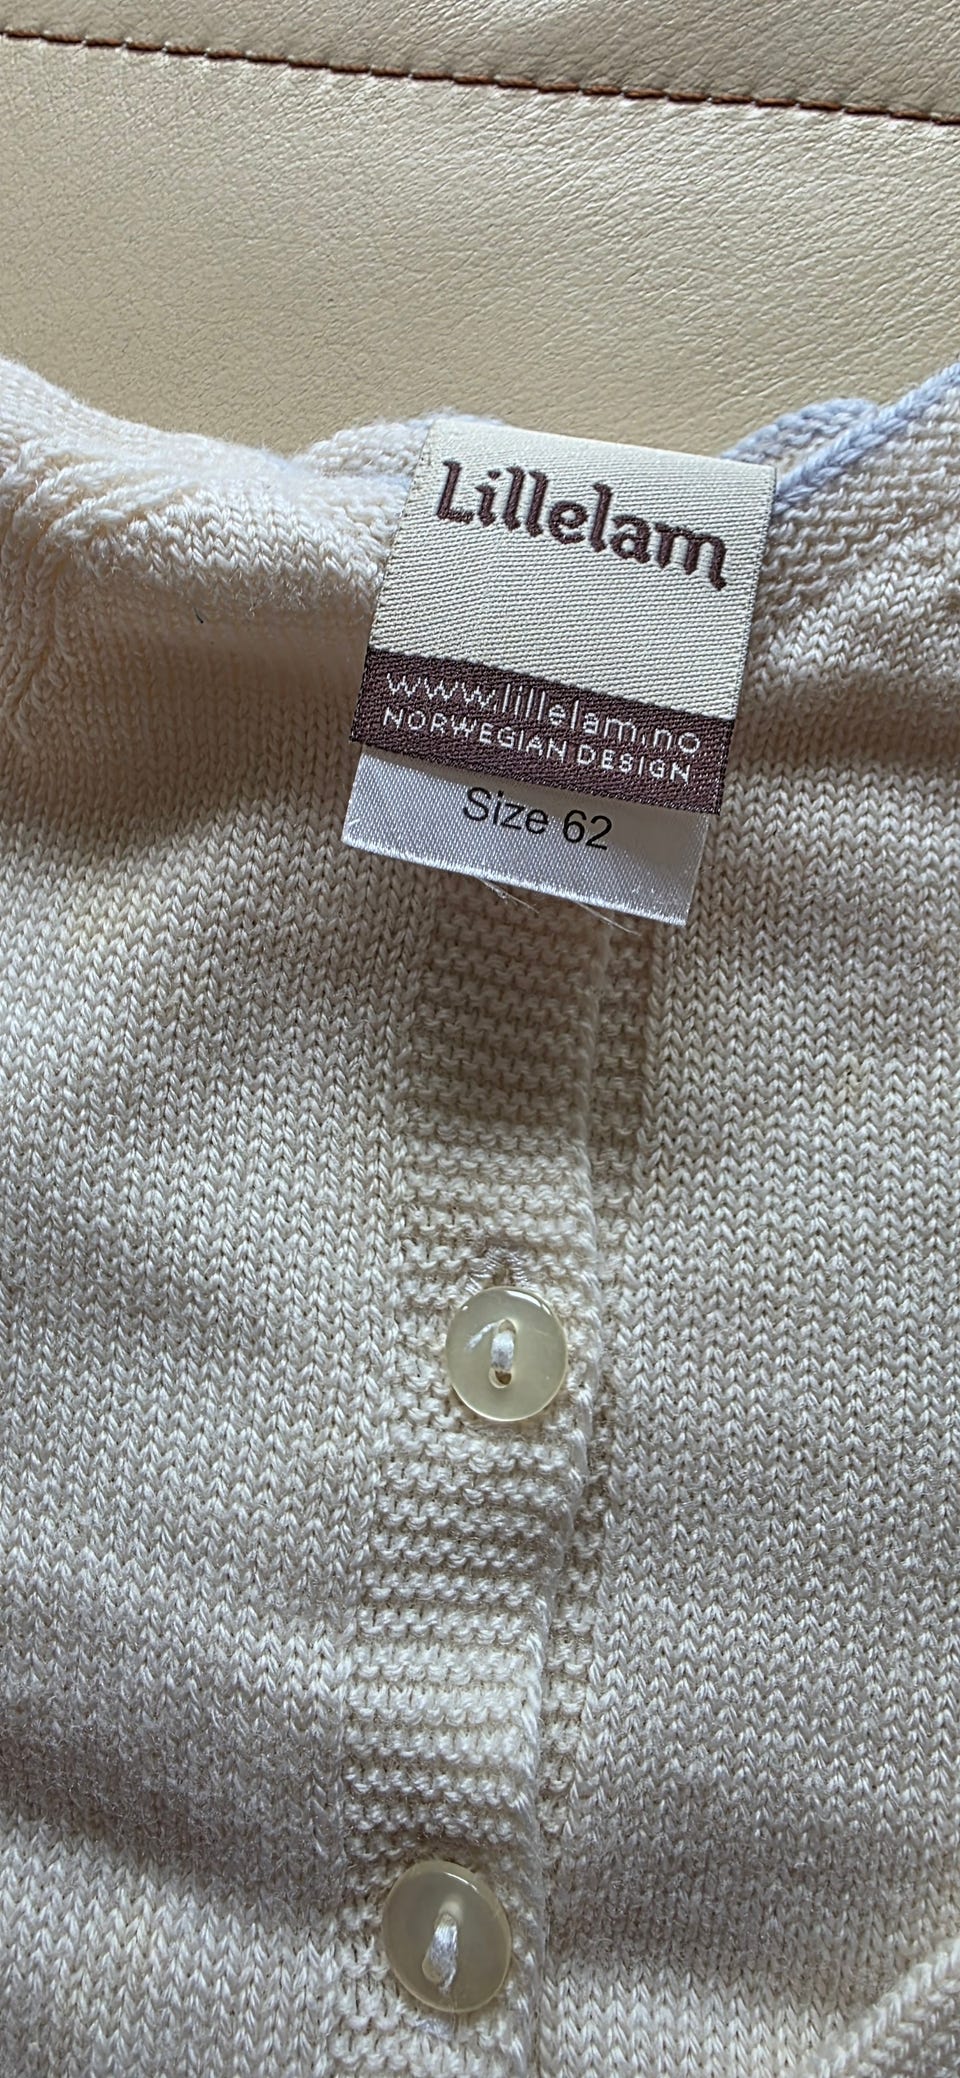 Lillelam
www.lillelam.no
NORWEGIAN DESIGN
Size 62